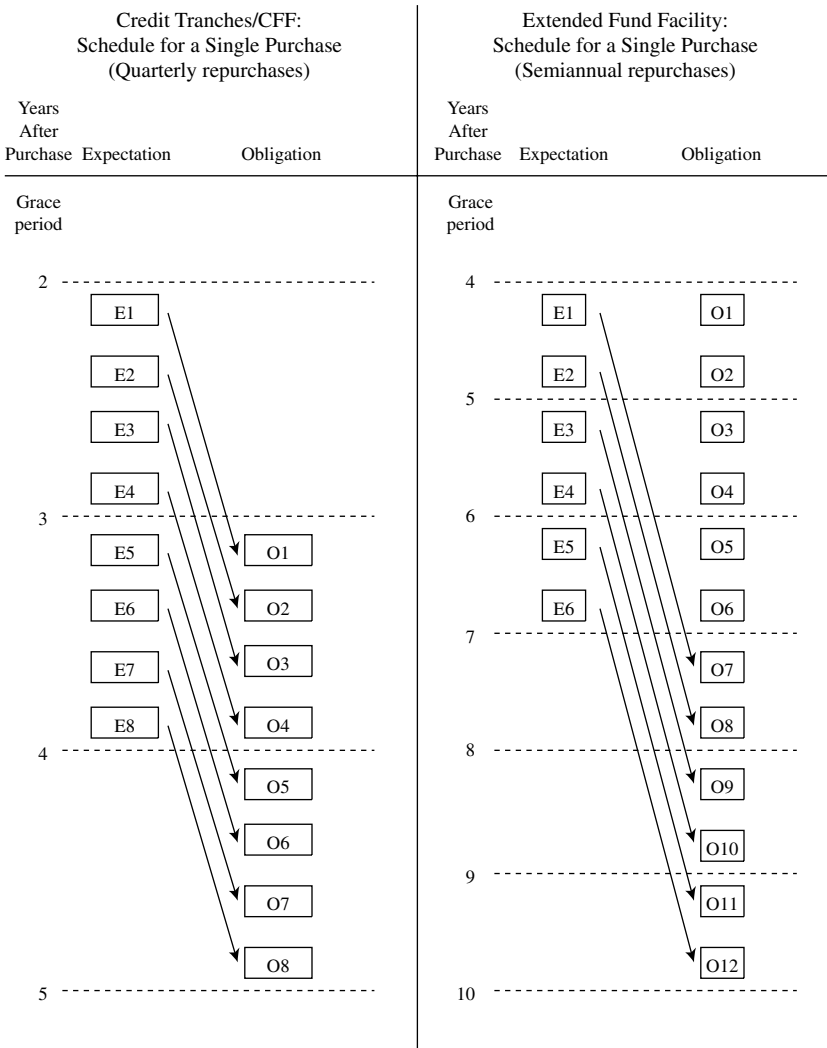 Credit Tranches/CFF:
Schedule for a Single Purchase
(Quarterly repurchases)
Years
After
Purchase Expectation Obligation
Grace
period
2
E1
E2
E3
E4
3
E5 O1
E6 O2
E7 O3
E8 O4
4
O5
O6
O7
O8
5
Extended Fund Facility:
Schedule for a Single Purchase
(Semiannual repurchases)
Years
After
Purchase Expectation Obligation
Grace
period
4
E1 O1
E2 O2
5
E3 O3
E4 O4
6
E5 O5
E6 O6
7
O7
O8
8
O9
O10
9
O11
O12
10